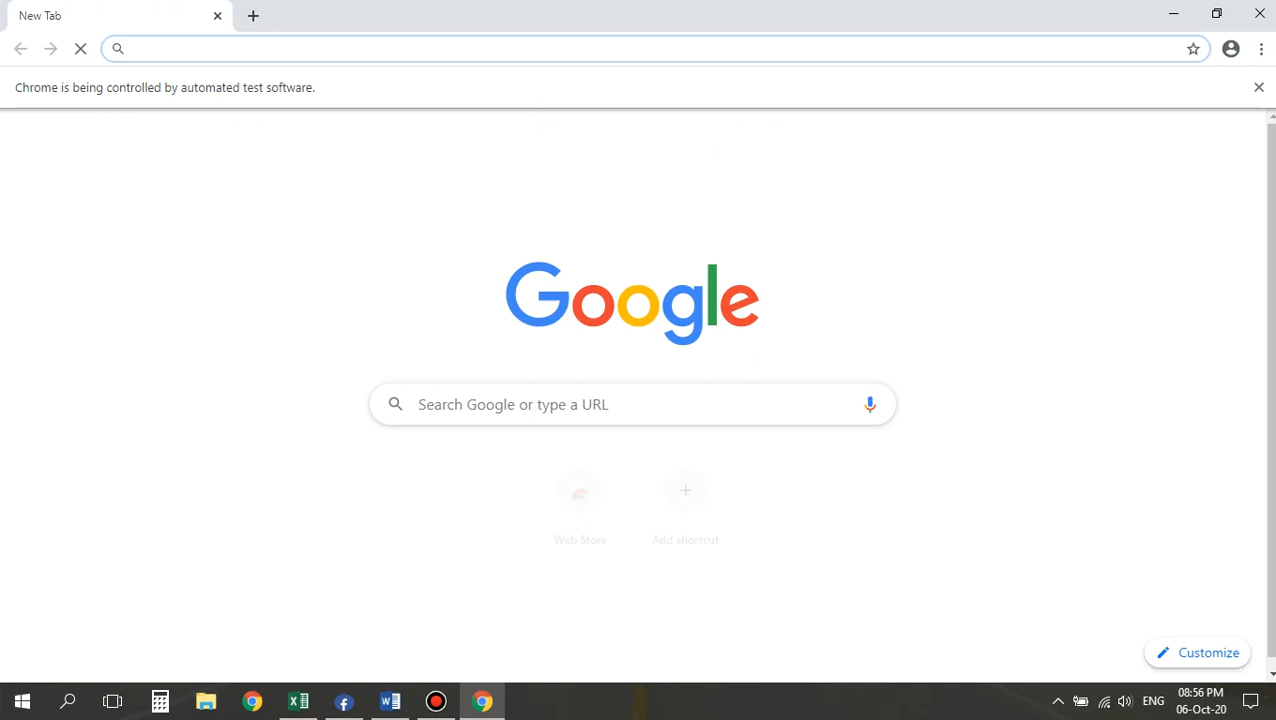 New Tab
Chrome is being controlled by automated test software.
Google
Search Google or type a URL
Web Store
Add shortcut
Customize
ENG
08:56 PM
06-Oct-20